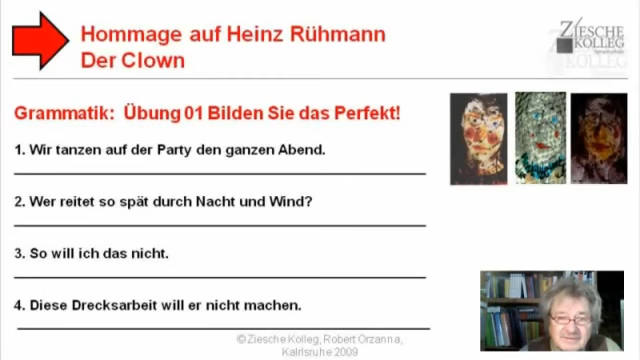 Hommage auf Heinz Rühmann
Der Clown
ZIESCHE
KOLLEG
Grammatik: Übung 01 Bilden Sie das Perfekt!
1. Wir tanzen auf der Party den ganzen Abend.
2. Wer reitet so spät durch Nacht und Wind?
3. So will ich das nicht.
4. Diese Drecksarbeit will er nicht machen.
©Ziesche Kolleg, Robert Orzanna,
Kalrlsruhe 2009